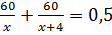 60/x + 60/(x+4) = 0,5